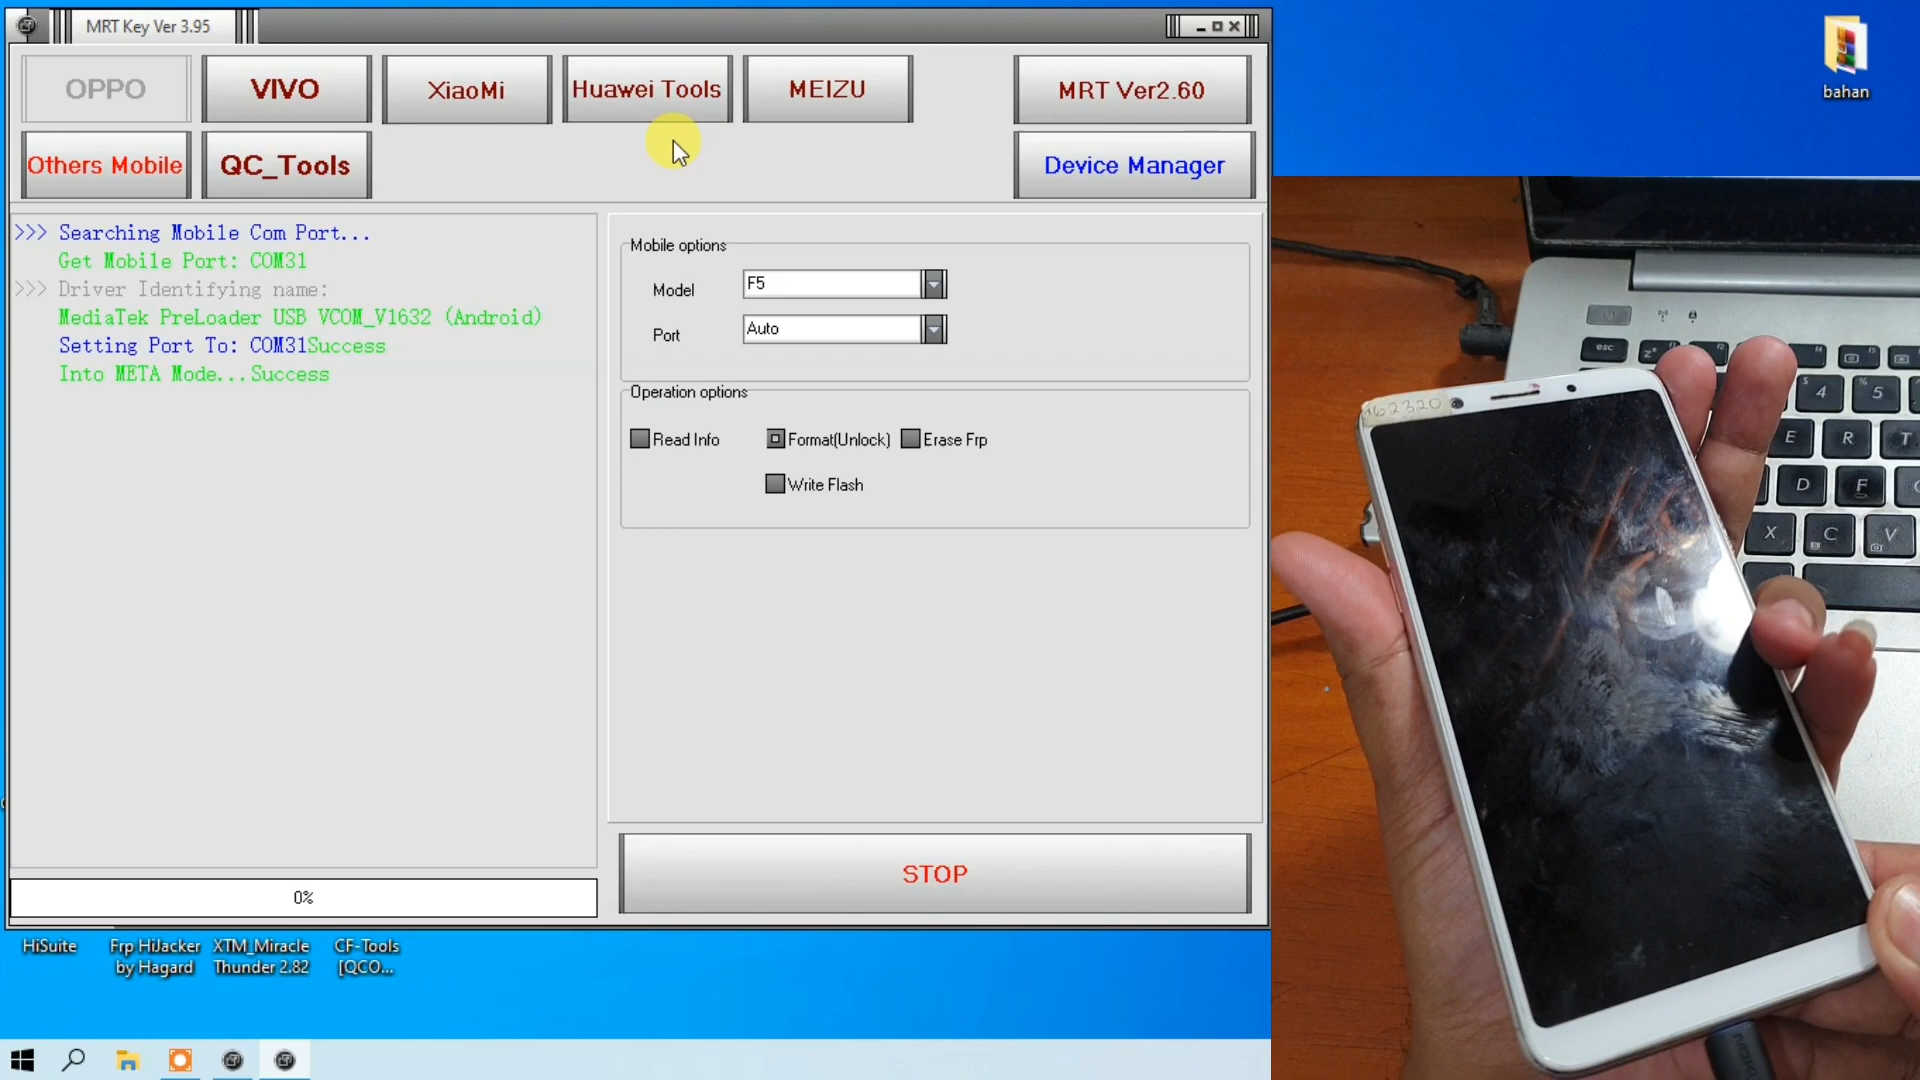 MRT Key Ver 3.95
OPPO
VIVO
XiaoMi
Huawei Tools
MEIZU
MRT Ver2.60
Others Mobile
QC_Tools
Device Manager
>>> Searching Mobile Com Port...
Get Mobile Port: COM31
>>> Driver Identifying name:
MediaTek PreLoader USB VCOM_V1632 (Android)
Setting Port To: COM31Success
Into META Mode...Success
0%
Mobile options
Model F5
Port Auto
Operation options
Read Info
Format(Unlock)
Erase Frp
Write Flash
STOP
bahan
HiSuite
Frp HiJacker
by Hagard
XTM_Miracle
Thunder 2.82
CF-Tools
[QCO...
esc
4
5
E
R
T
D
F
X
C
V